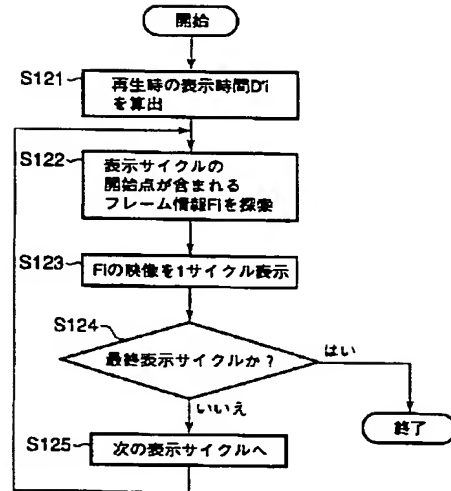 開始
S121
再生時の表示時間D'i
を算出
S122
表示サイクルの
開始点が含まれる
フレーム情報Fiを探索
S123
Fiの映像を1サイクル表示
S124
最終表示サイクルか？
はい
いいえ
終了
S125
次の表示サイクルへ